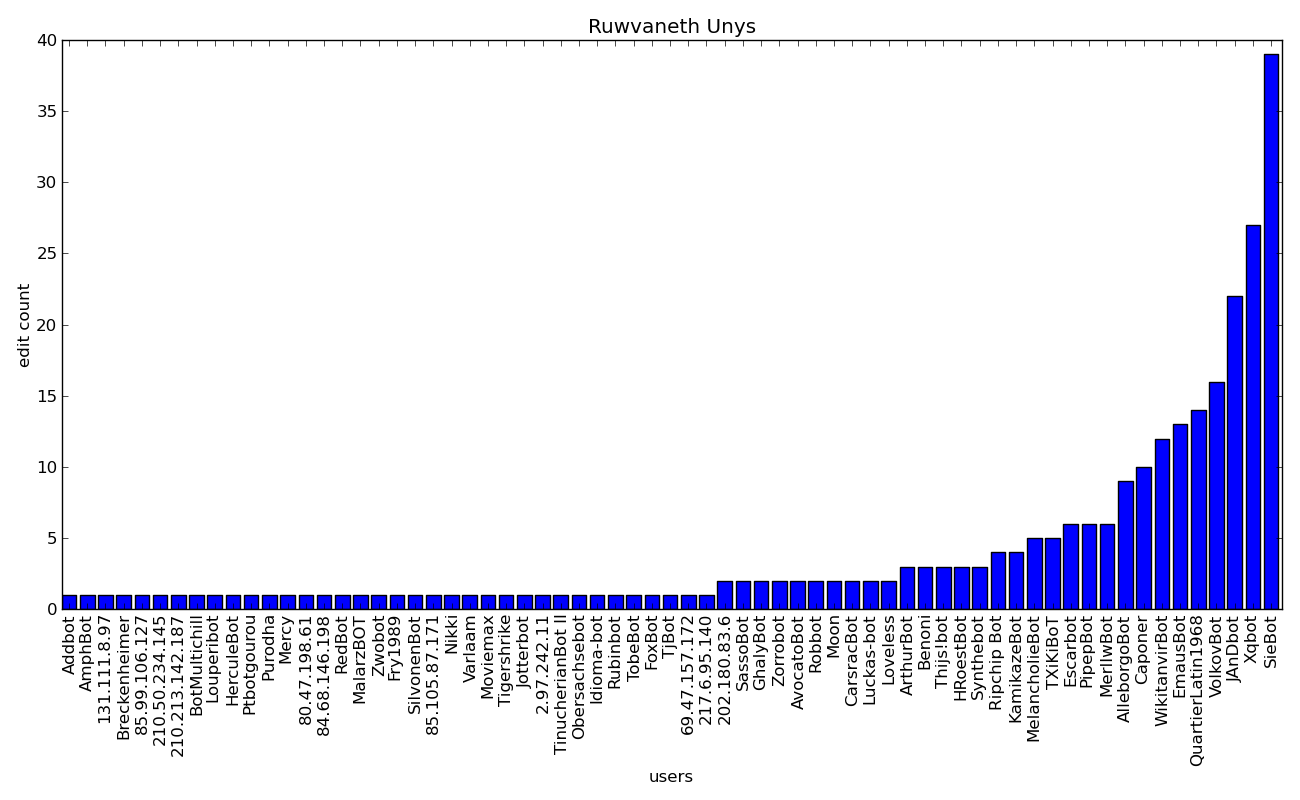 Ruwvaneth Unys
40
35
30
25
20
15
10
5
0
edit count
Addbot
AmphBot
131.111.8.97
Breckenheimer
85.99.106.127
210.50.234.145
210.213.142.187
BotMultichill
Louperibot
HerculeBot
Ptbotgourou
Purodha
Mercy
80.47.198.61
84.68.146.198
RedBot
MalarzBOT
Zwobot
Fry1989
SilvonenBot
85.105.87.171
Nikki
Varlaam
Moviemax
Tigershrike
Jotterbot
2.97.242.11
TinucherianBot II
Obersachsebot
Idioma-bot
Rubinbot
TobeBot
FoxBot
TjBot
69.47.157.172
217.6.95.140
202.180.83.6
SassoBot
GhalyBot
Zorrobot
AvocatoBot
Robbot
Moon
CarsracBot
Luckas-bot
Loveless
ArthurBot
Benoni
Thijs!bot
HRoestBot
Synthebot
Ripchip Bot
KamikazeBot
MelancholieBot
TXiKiBoT
Escarbot
PipepBot
MerlIwBot
AlleborgoBot
Caponer
WikitanvirBot
EmausBot
QuartierLatin1968
VolkovBot
JAnDbot
Xqbot
SieBot
users